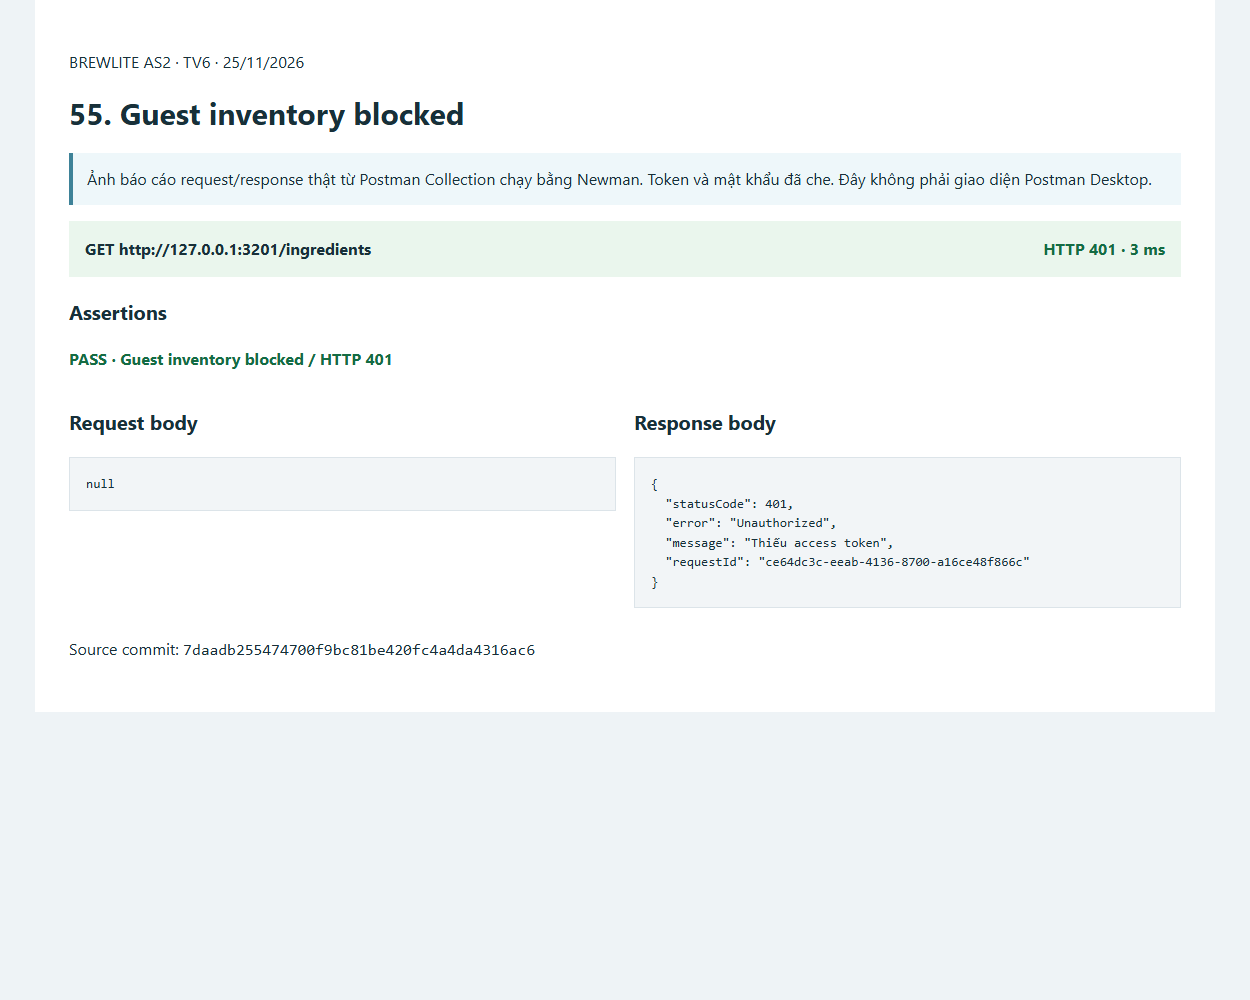 BREWLITE AS2 · TV6 · 25/11/2026
55. Guest inventory blocked
Ảnh báo cáo request/response thật từ Postman Collection chạy bằng Newman. Token và mật khẩu đã che. Đây không phải giao diện Postman Desktop.
GET http://127.0.0.1:3201/ingredients
HTTP 401 · 3 ms
Assertions
PASS · Guest inventory blocked / HTTP 401
Request body
null
Response body
{
  "statusCode": 401,
  "error": "Unauthorized",
  "message": "Thiếu access token",
  "requestId": "ce64dc3c-eeab-4136-8700-a16ce48f866c"
}
Source commit: 7daadb255474700f9bc81be420fc4a4da4316ac6